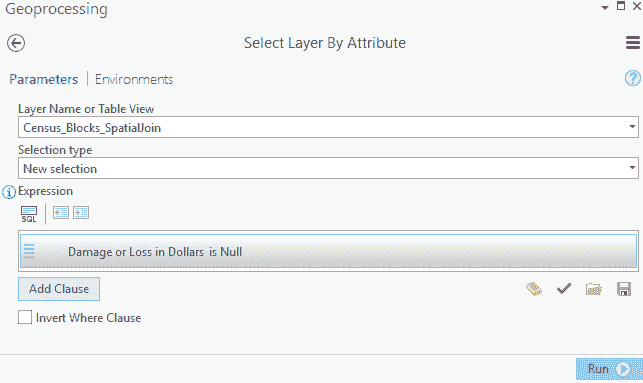 Geoprocessing
Select Layer By Attribute
Parameters | Environments
Layer Name or Table View
Census_Blocks_SpatialJoin
Selection type
New selection
Expression
SQL
Damage or Loss in Dollars is Null
Add Clause
Invert Where Clause
Run